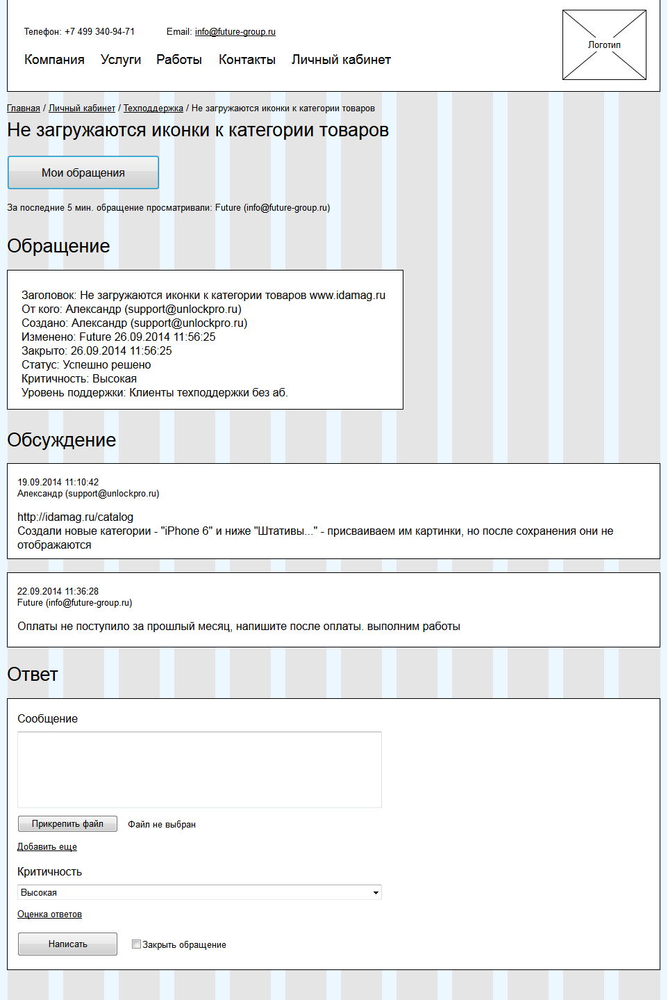 Телефон: +7 499 340-94-71 Email: info@future-group.ru
Логотип
Компания Услуги Работы Контакты Личный кабинет
Главная / Личный кабинет / Техподдержка / Не загружаются иконки к категории товаров
Не загружаются иконки к категории товаров
Мои обращения
За последние 5 мин. обращение просматривали: Future (info@future-group.ru)
Обращение
Заголовок: Не загружаются иконки к категории товаров www.idamag.ru
От кого: Александр (support@unlockpro.ru)
Создано: Александр (support@unlockpro.ru)
Изменено: Future 26.09.2014 11:56:25
Закрыто: 26.09.2014 11:56:25
Статус: Успешно решено
Критичность: Высокая
Уровень поддержки: Клиенты техподдержки без аб.
Обсуждение
19.09.2014 11:10:42
Александр (support@unlockpro.ru)
http://idamag.ru/catalog
Создали новые категории - "iPhone 6" и ниже "Штативы..." - присваиваем им картинки, но после сохранения они не
отображаются
22.09.2014 11:36:28
Future (info@future-group.ru)
Оплаты не поступило за прошлый месяц, напишите после оплаты. выполним работы
Ответ
Сообщение
Прикрепить файл Файл не выбран
Добавить еще
Критичность
Высокая
Оценка ответов
Написать Закрыть обращение